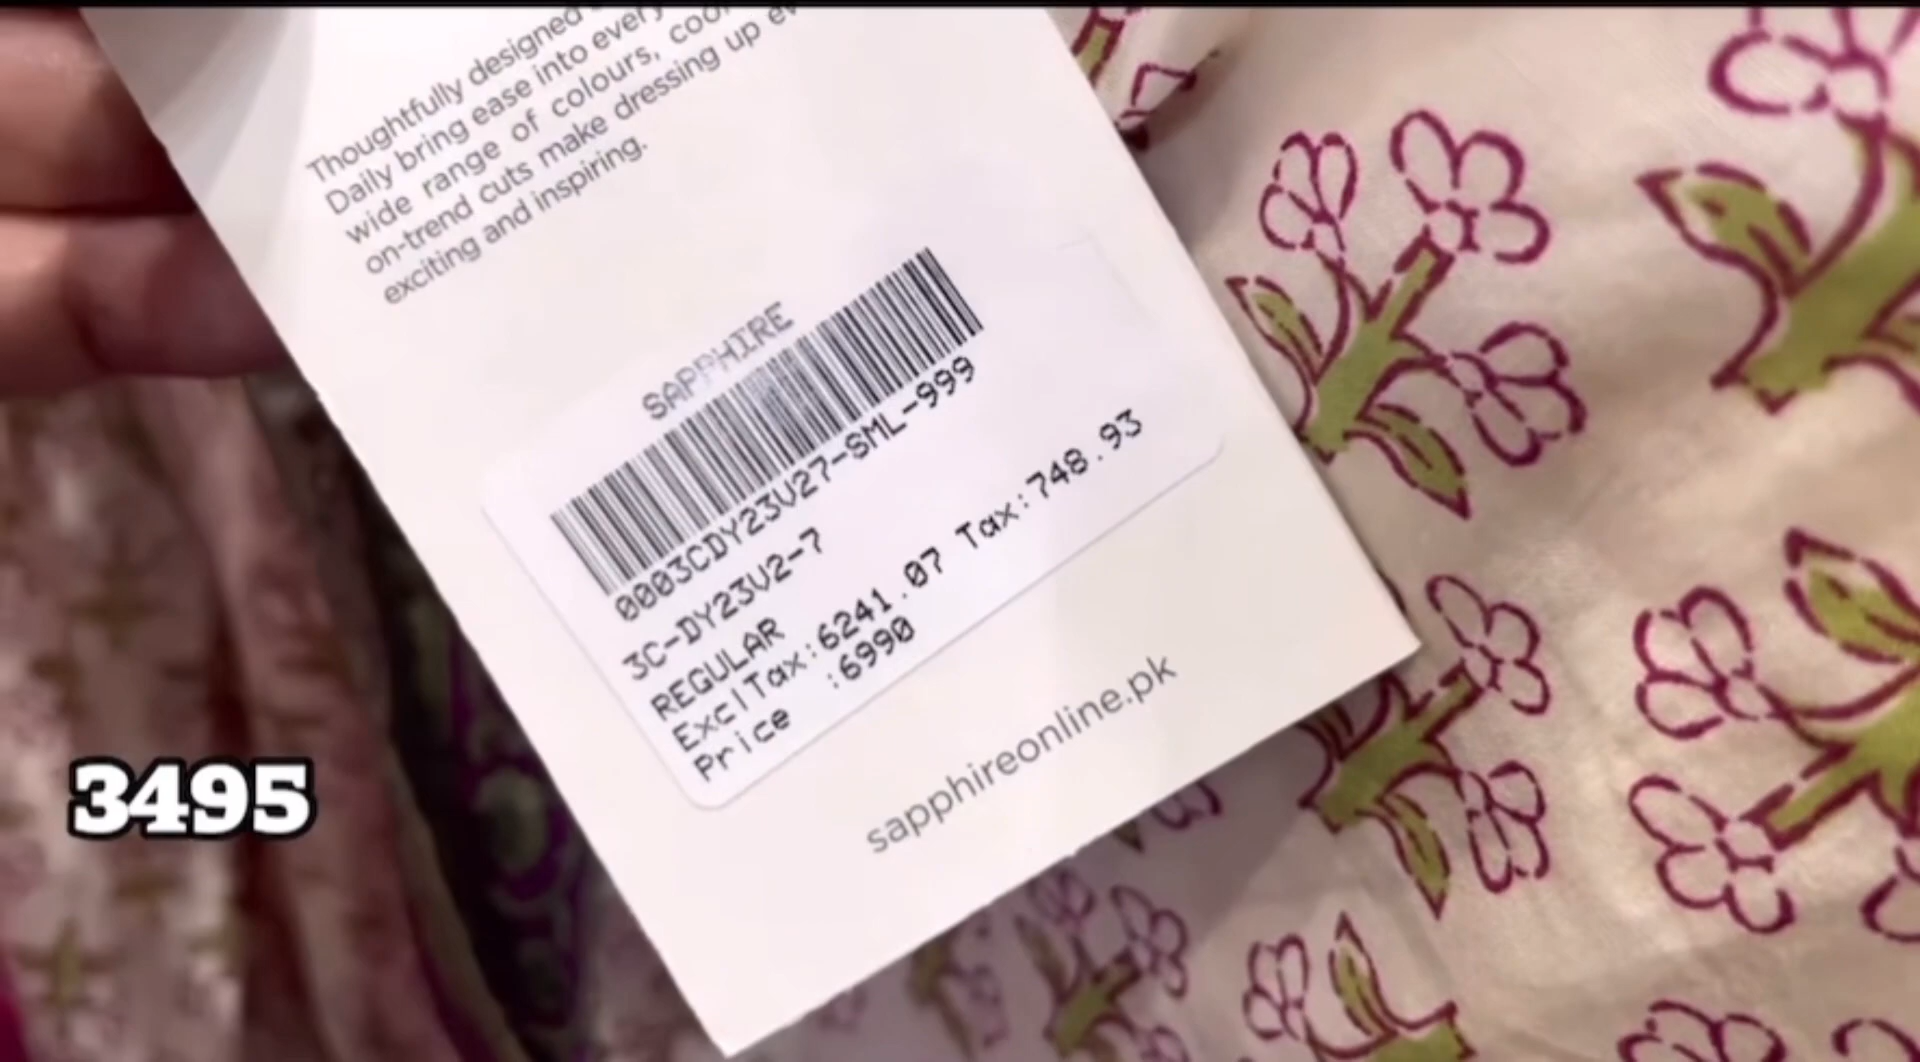 Thoughtfully designed
Daily bring ease into every
wide range of colours,
on-trend cuts make dressing up
exciting and inspiring.
SAPPHIRE
0003CDY23V27-SML-999
3C-DY23V2-7
REGULAR
ExclTax:6241.07 Tax:748.93
Price :6990
sapphireonline.pk
3495